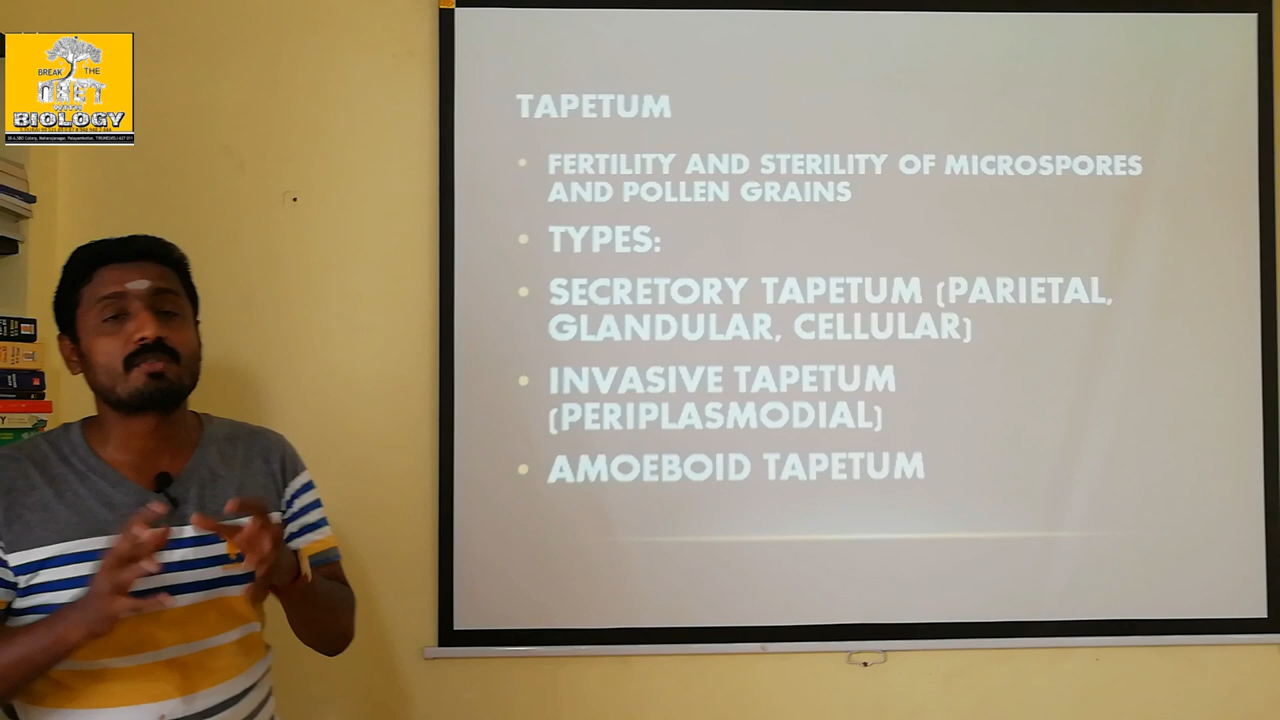 BREAK THE
NEET
WITH
BIOLOGY
TAPETUM
• FERTILITY AND STERILITY OF MICROSPORES
AND POLLEN GRAINS
• TYPES:
• SECRETORY TAPETUM (PARIETAL,
GLANDULAR, CELLULAR)
• INVASIVE TAPETUM
(PERIPLASMODIAL)
• AMOEBOID TAPETUM